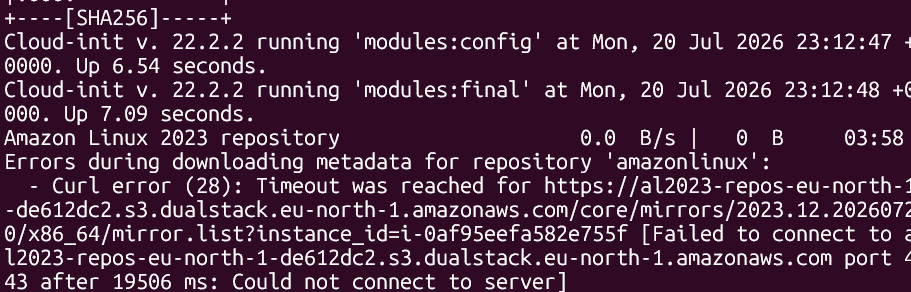 +----[SHA256]-----+
Cloud-init v. 22.2.2 running 'modules:config' at Mon, 20 Jul 2026 23:12:47 +
0000. Up 6.54 seconds.
Cloud-init v. 22.2.2 running 'modules:final' at Mon, 20 Jul 2026 23:12:48 +0
000. Up 7.09 seconds.
Amazon Linux 2023 repository                    0.0  B/s |   0  B     03:58
Errors during downloading metadata for repository 'amazonlinux':
  - Curl error (28): Timeout was reached for https://al2023-repos-eu-north-1
-de612dc2.s3.dualstack.eu-north-1.amazonaws.com/core/mirrors/2023.12.2026072
0/x86_64/mirror.list?instance_id=i-0af95eefa582e755f [Failed to connect to a
l2023-repos-eu-north-1-de612dc2.s3.dualstack.eu-north-1.amazonaws.com port 4
43 after 19506 ms: Could not connect to server]